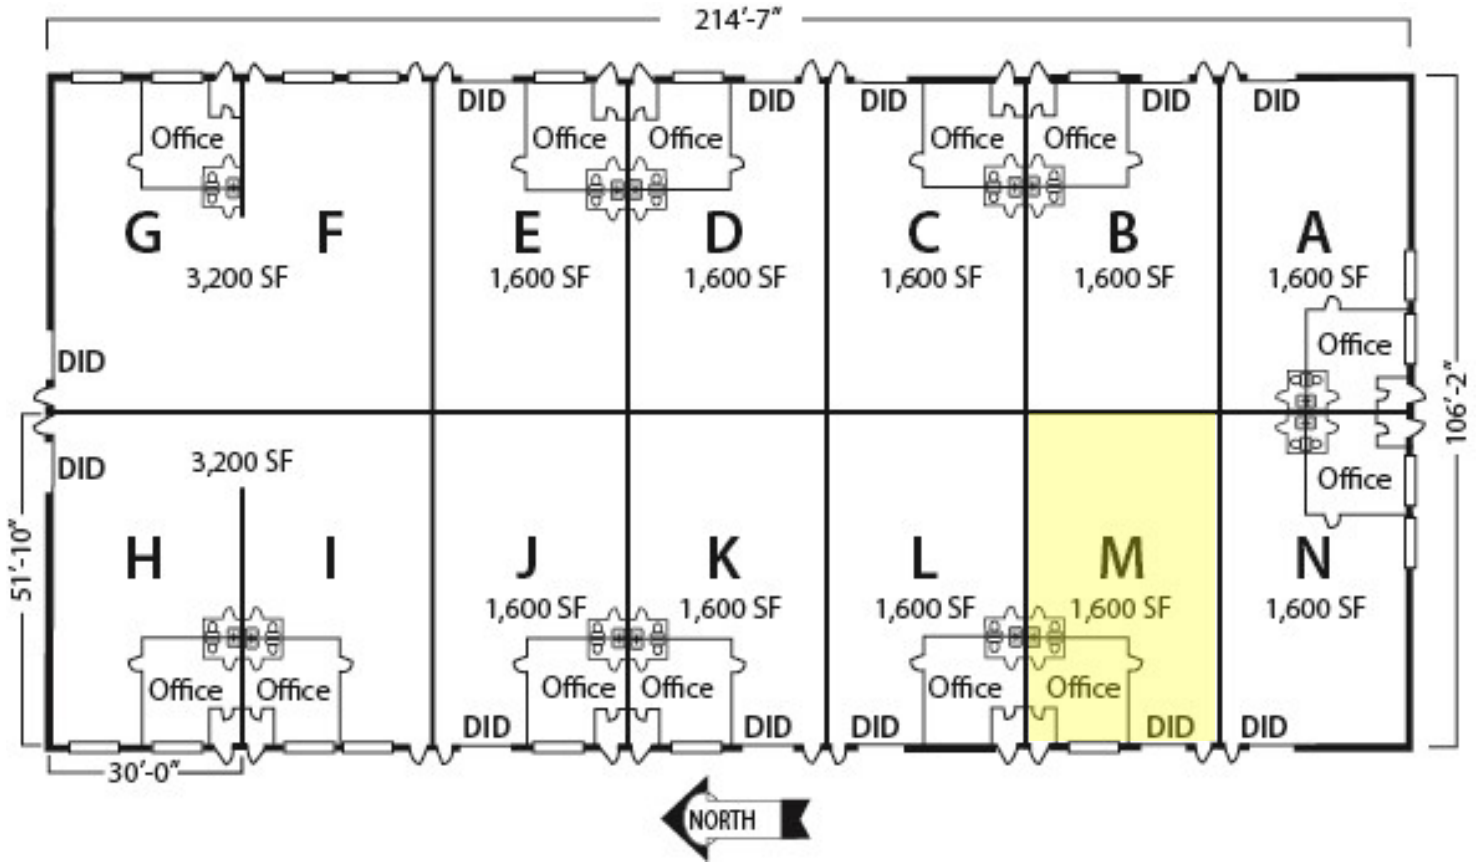 214'-7"
DID
DID
DID
DID
DID
Office
Office
Office
Office
Office
G
F
E
D
C
B
A
3,200 SF
1,600 SF
1,600 SF
1,600 SF
1,600 SF
1,600 SF
Office
DID
106'-2"
51'-10"
DID
3,200 SF
Office
H
I
J
K
L
M
N
1,600 SF
1,600 SF
1,600 SF
1,600 SF
1,600 SF
Office
Office
Office
Office
Office
Office
DID
DID
DID
DID
DID
30'-0"
NORTH